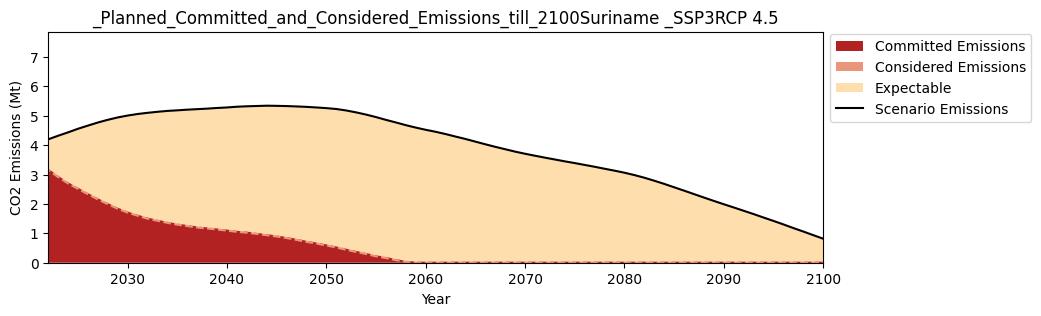 _Planned_Committed_and_Considered_Emissions_till_2100Suriname _SSP3RCP 4.5
CO2 Emissions (Mt)
7
6
5
4
3
2
1
0
2030 2040 2050 2060 2070 2080 2090 2100
Year
Committed Emissions
Considered Emissions
Expectable
Scenario Emissions